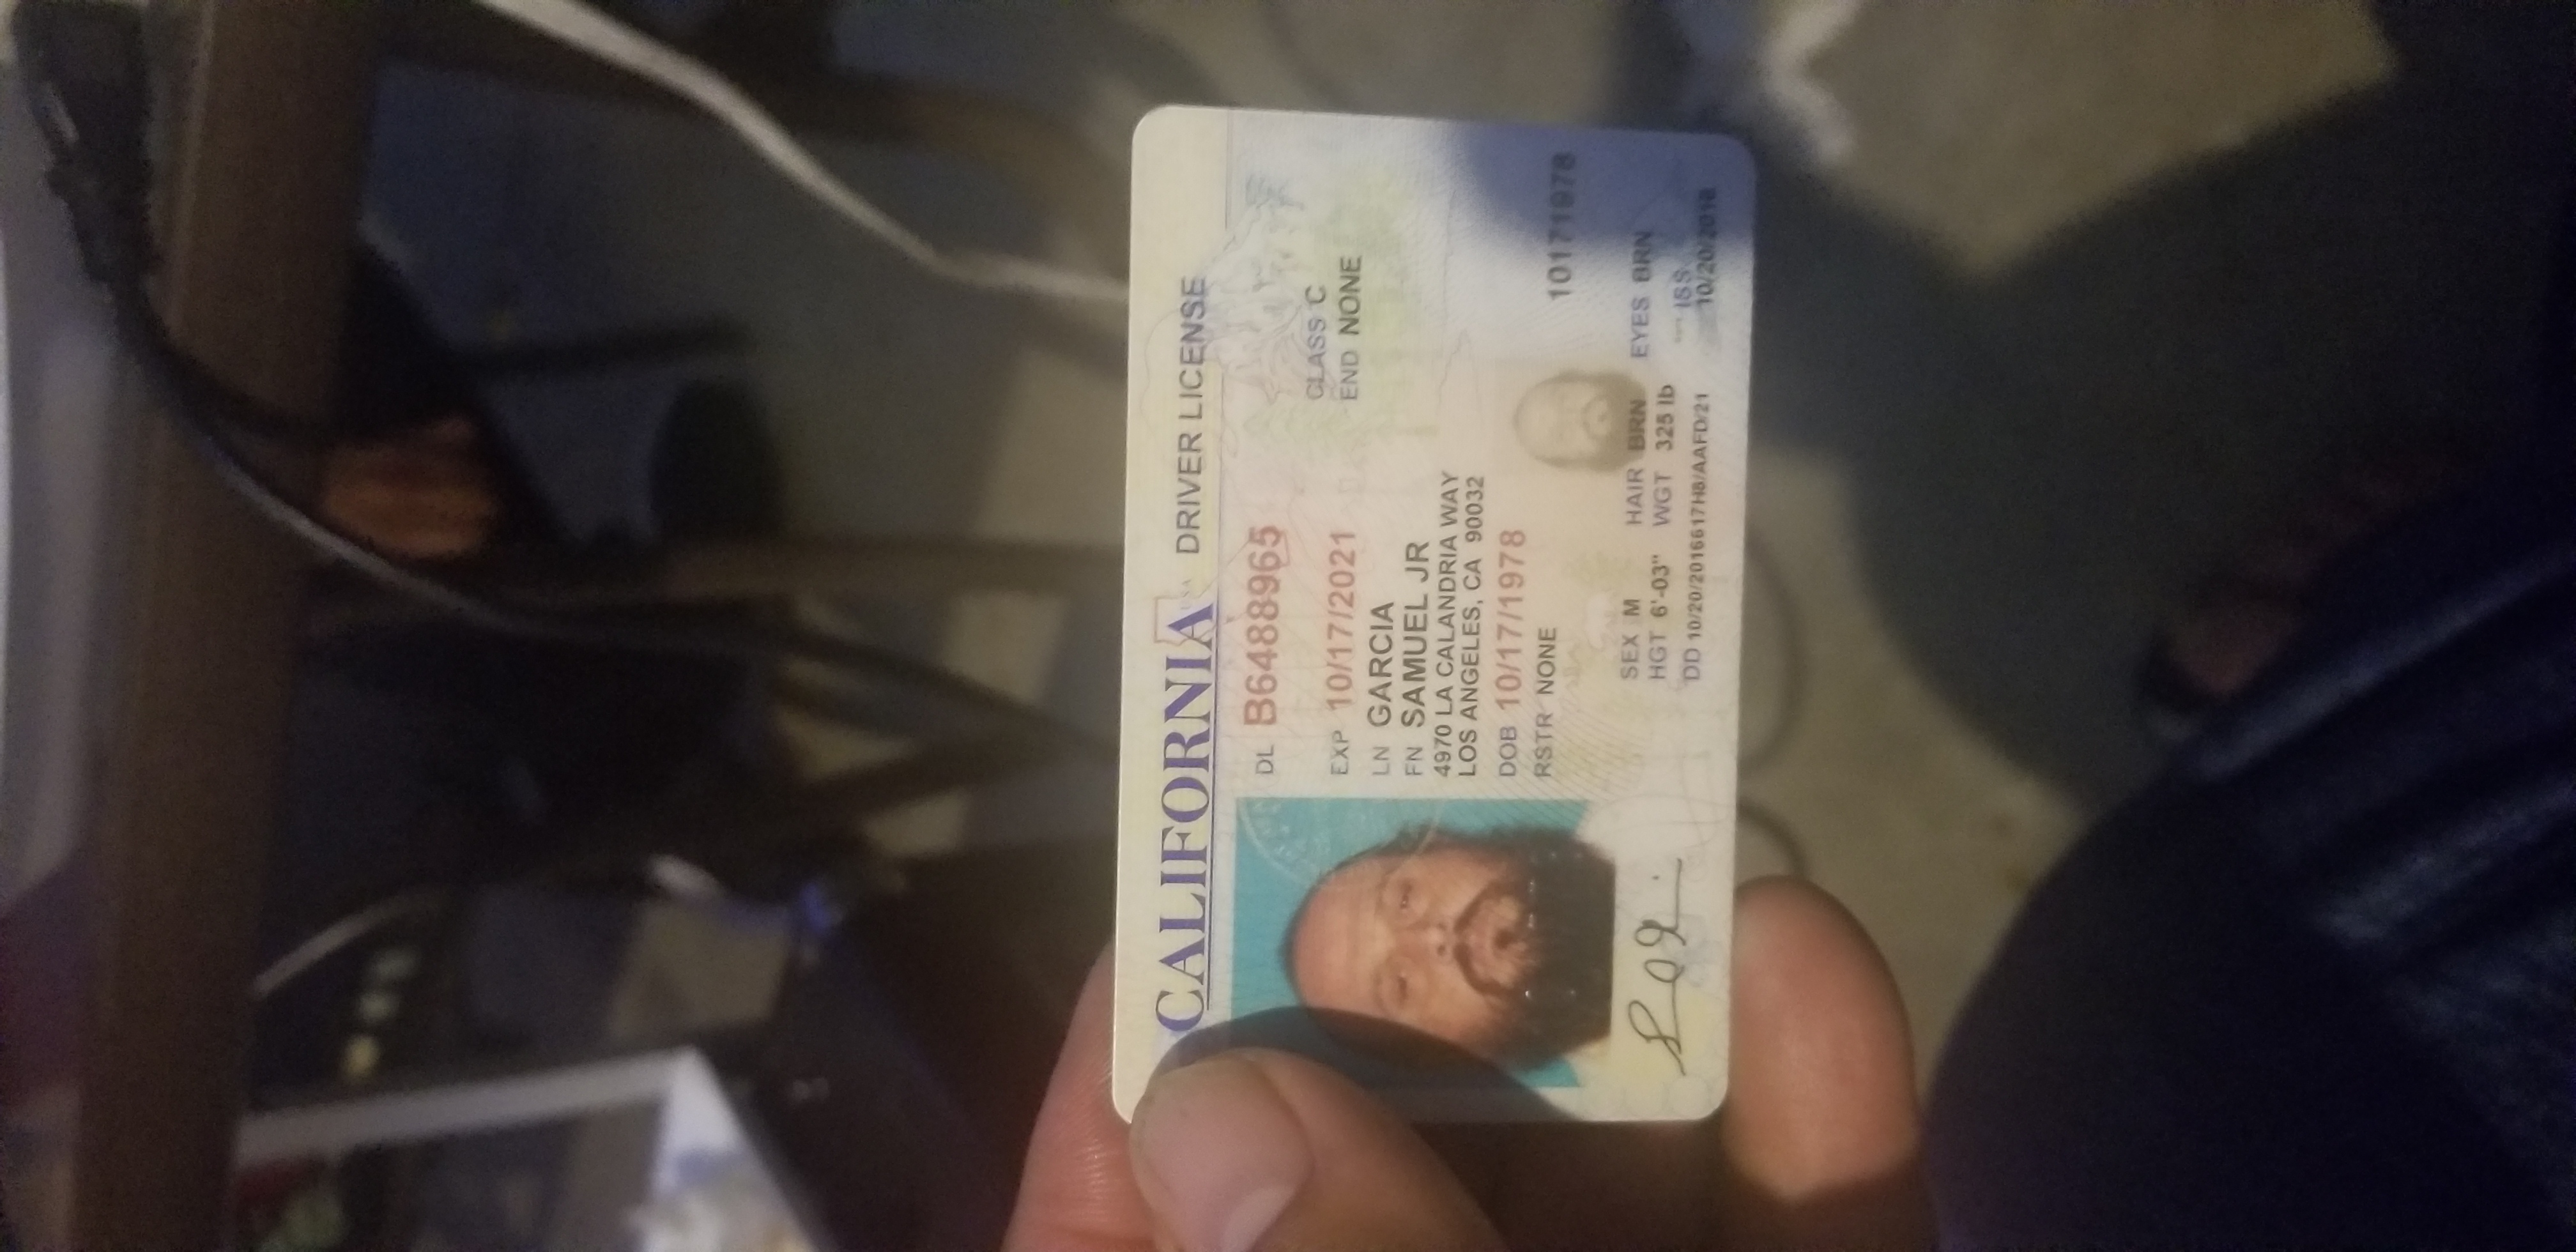 CALIFORNIA DRIVER LICENSE
DL B6488965
CLASS C
EXP 10/17/2021
END NONE
LN GARCIA
FN SAMUEL JR
4970 LA CALANDRIA WAY
LOS ANGELES, CA 90032
DOB 10/17/1978
RSTR NONE
10171978
SEX M HAIR BRN EYES BRN
HGT 6'-03" WGT 325 lb
ISS
DD 10/20/2016617H8/AAFD/21
10/20/2016